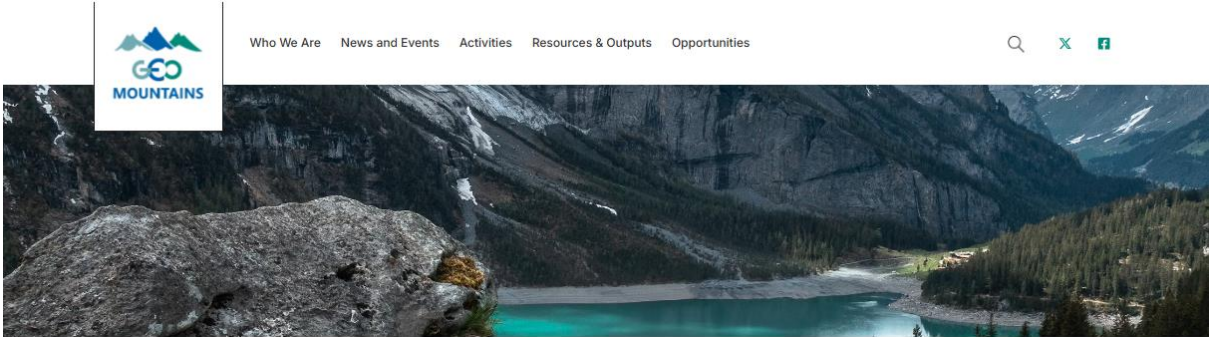 Who We Are News and Events Activities Resources & Outputs Opportunities
GEO
MOUNTAINS